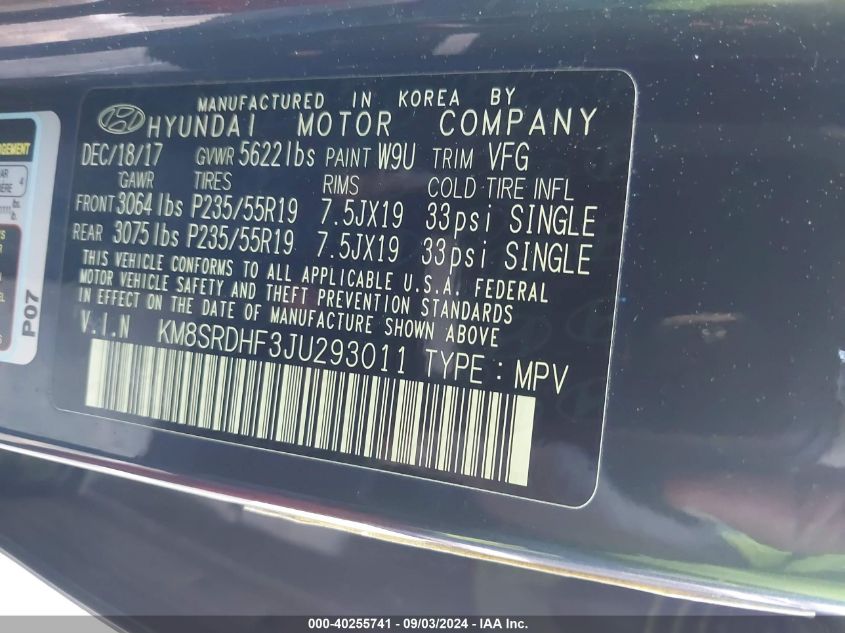 MANUFACTURED IN KOREA BY
HYUNDAI MOTOR COMPANY
DEC/18/17 GVWR 5622lbs PAINT W9U TRIM VFG
GAWR TIRES RIMS COLD TIRE INFL
FRONT 3064lbs P235/55R19 7.5JX19 33psi SINGLE
REAR 3075lbs P235/55R19 7.5JX19 33psi SINGLE
THIS VEHICLE CONFORMS TO ALL APPLICABLE U.S.A. FEDERAL
MOTOR VEHICLE SAFETY AND THEFT PREVENTION STANDARDS
IN EFFECT ON THE DATE OF MANUFACTURE SHOWN ABOVE
V.I.N KM8SRDHF3JU293011 TYPE : MPV
P07
000-40255741 - 09/03/2024 - IAA Inc.